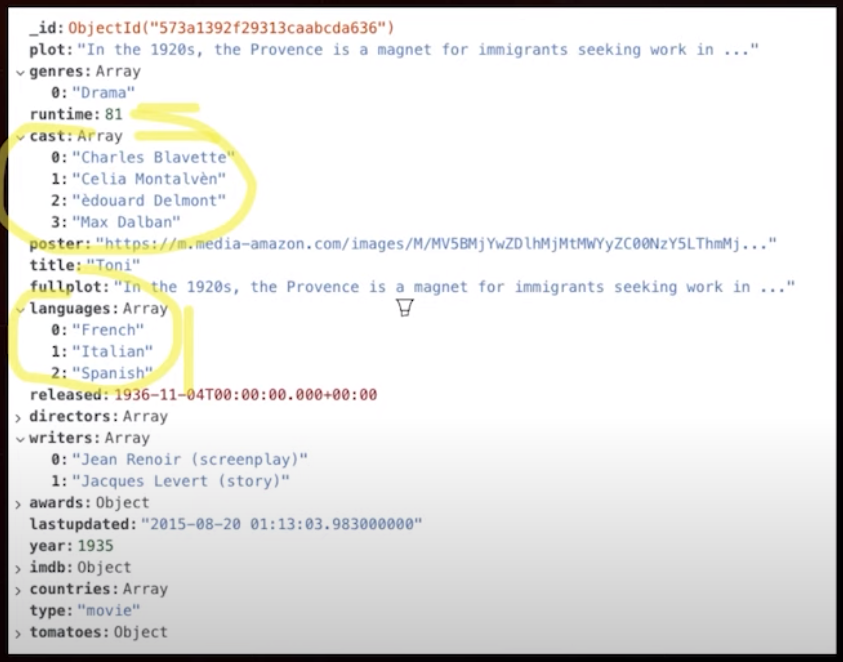 _id: ObjectId("573a1392f29313caabcda636")
plot: "In the 1920s, the Provence is a magnet for immigrants seeking work in ..."
genres: Array
0: "Drama"
runtime: 81
cast: Array
0: "Charles Blavette"
1: "Celia Montalvèn"
2: "èdouard Delmont"
3: "Max Dalban"
poster: "https://m.media-amazon.com/images/M/MV5BMjYwZDlhMjMtMWYyZC00NzY5LThmMj..."
title: "Toni"
fullplot: "In the 1920s, the Provence is a magnet for immigrants seeking work in ..."
languages: Array
0: "French"
1: "Italian"
2: "Spanish"
released: 1936-11-04T00:00:00.000+00:00
directors: Array
writers: Array
0: "Jean Renoir (screenplay)"
1: "Jacques Levert (story)"
awards: Object
lastupdated: "2015-08-20 01:13:03.983000000"
year: 1935
imdb: Object
countries: Array
type: "movie"
tomatoes: Object